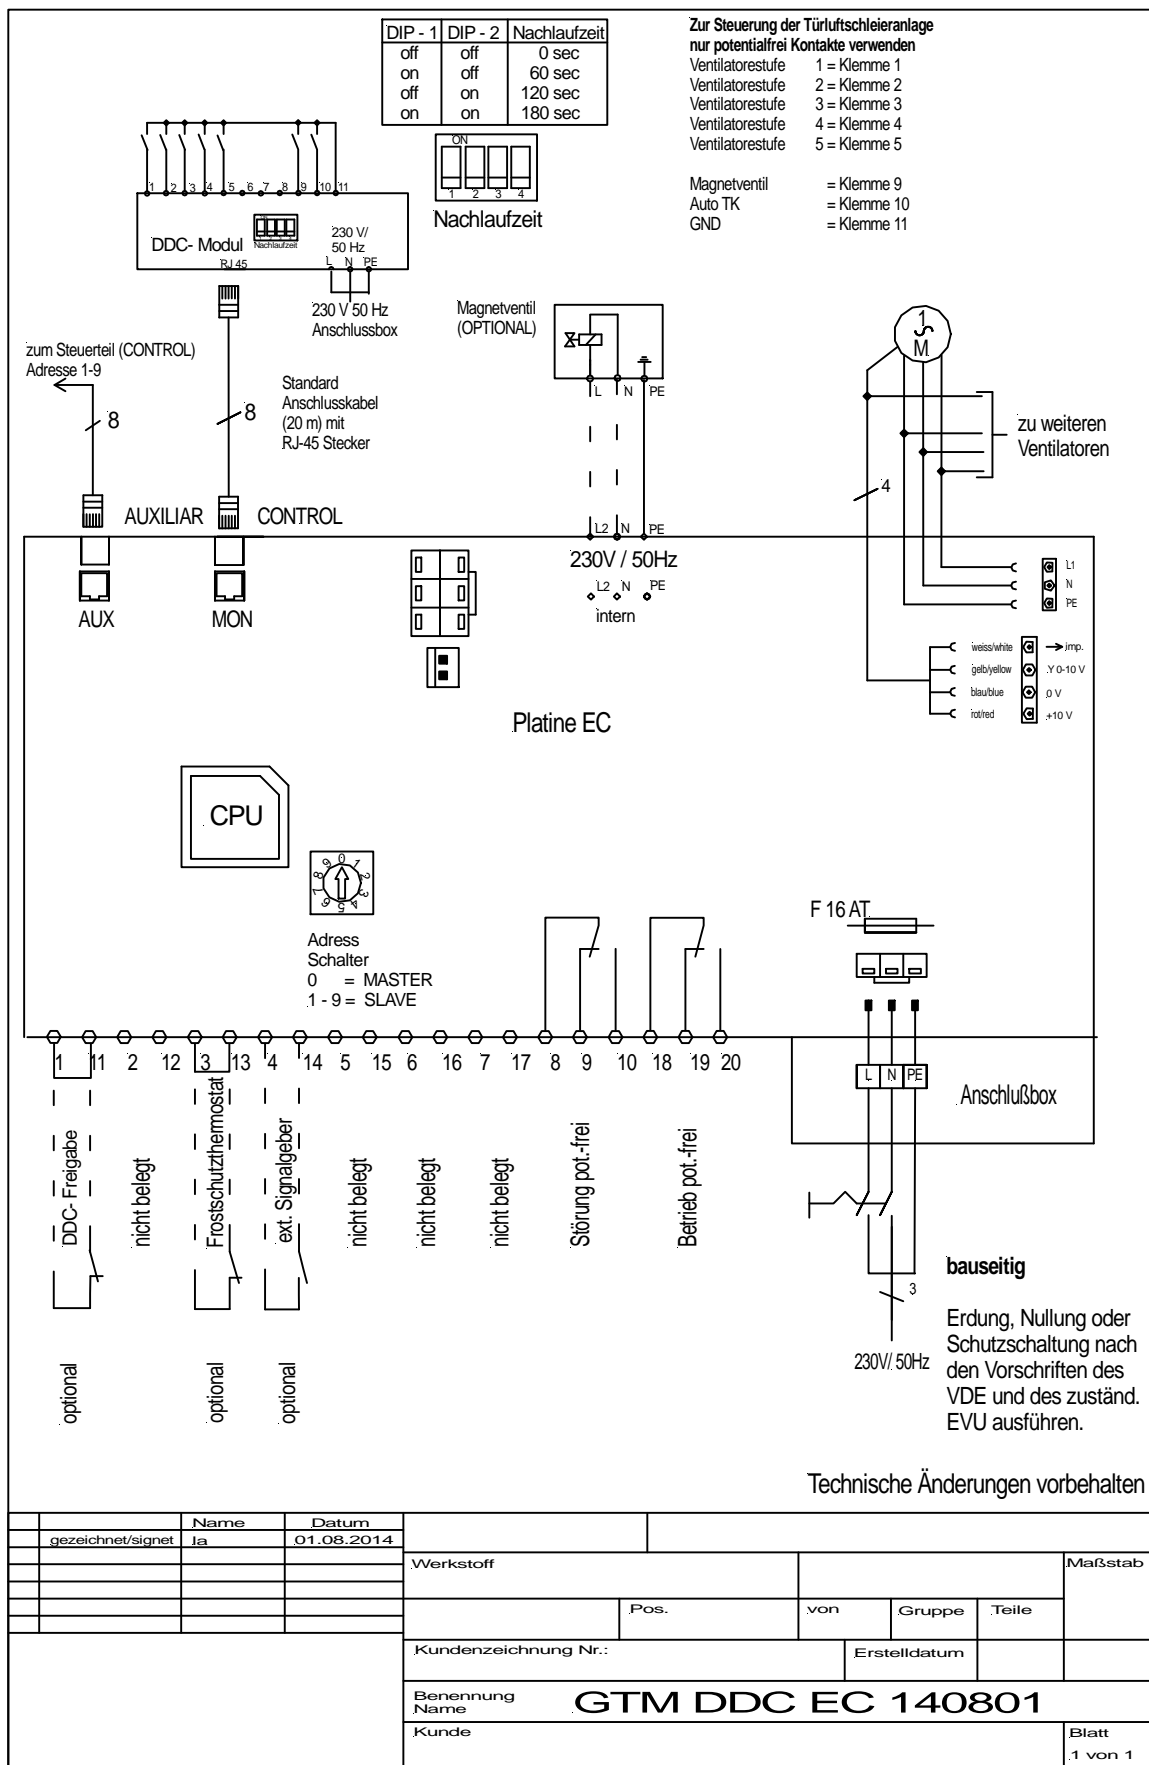 DIP - 1 DIP - 2 Nachlaufzeit
off off 0 sec
on off 60 sec
off on 120 sec
on on 180 sec
ON
1 2 3 4
Nachlaufzeit
Zur Steuerung der Türluftschleieranlage
nur potentialfrei Kontakte verwenden
Ventilatorestufe 1 = Klemme 1
Ventilatorestufe 2 = Klemme 2
Ventilatorestufe 3 = Klemme 3
Ventilatorestufe 4 = Klemme 4
Ventilatorestufe 5 = Klemme 5
Magnetventil = Klemme 9
Auto TK = Klemme 10
GND = Klemme 11
1 2 3 4 5 6 7 8 9 10 11
DDC- Modul
Nachlaufzeit
230 V/
50 Hz
RJ 45
L N PE
230 V 50 Hz
Anschlussbox
zum Steuerteil (CONTROL)
Adresse 1-9
8
8
Standard
Anschlusskabel
(20 m) mit
RJ-45 Stecker
Magnetventil
(OPTIONAL)
L N PE
1
M
zu weiteren
Ventilatoren
4
AUXILIAR CONTROL
AUX MON
L2 N PE
230V / 50Hz
L2 N PE
intern
L1
N
PE
weiss/white imp.
gelb/yellow Y 0-10 V
blau/blue 0 V
rot/red +10 V
Platine EC
CPU
0 1 2 3 4 5 6 7 8 9
Adress
Schalter
0 = MASTER
1 - 9 = SLAVE
F 16 AT
1 11 2 12 3 13 4 14 5 15 6 16 7 17 8 9 10 18 19 20
L N PE
Anschlußbox
DDC- Freigabe
nicht belegt
Frostschutzthermostat
ext. Signalgeber
nicht belegt
nicht belegt
nicht belegt
Störung pot.-frei
Betrieb pot.-frei
optional
optional
optional
3
230V/ 50Hz
bauseitig
Erdung, Nullung oder
Schutzschaltung nach
den Vorschriften des
VDE und des zuständ.
EVU ausführen.
Technische Änderungen vorbehalten
Name Datum
gezeichnet/signet Ja 01.08.2014
Werkstoff Maßstab
Pos. von Gruppe Teile
Kundenzeichnung Nr.: Erstelldatum
Benennung
Name
GTM DDC EC 140801
Kunde Blatt
1 von 1